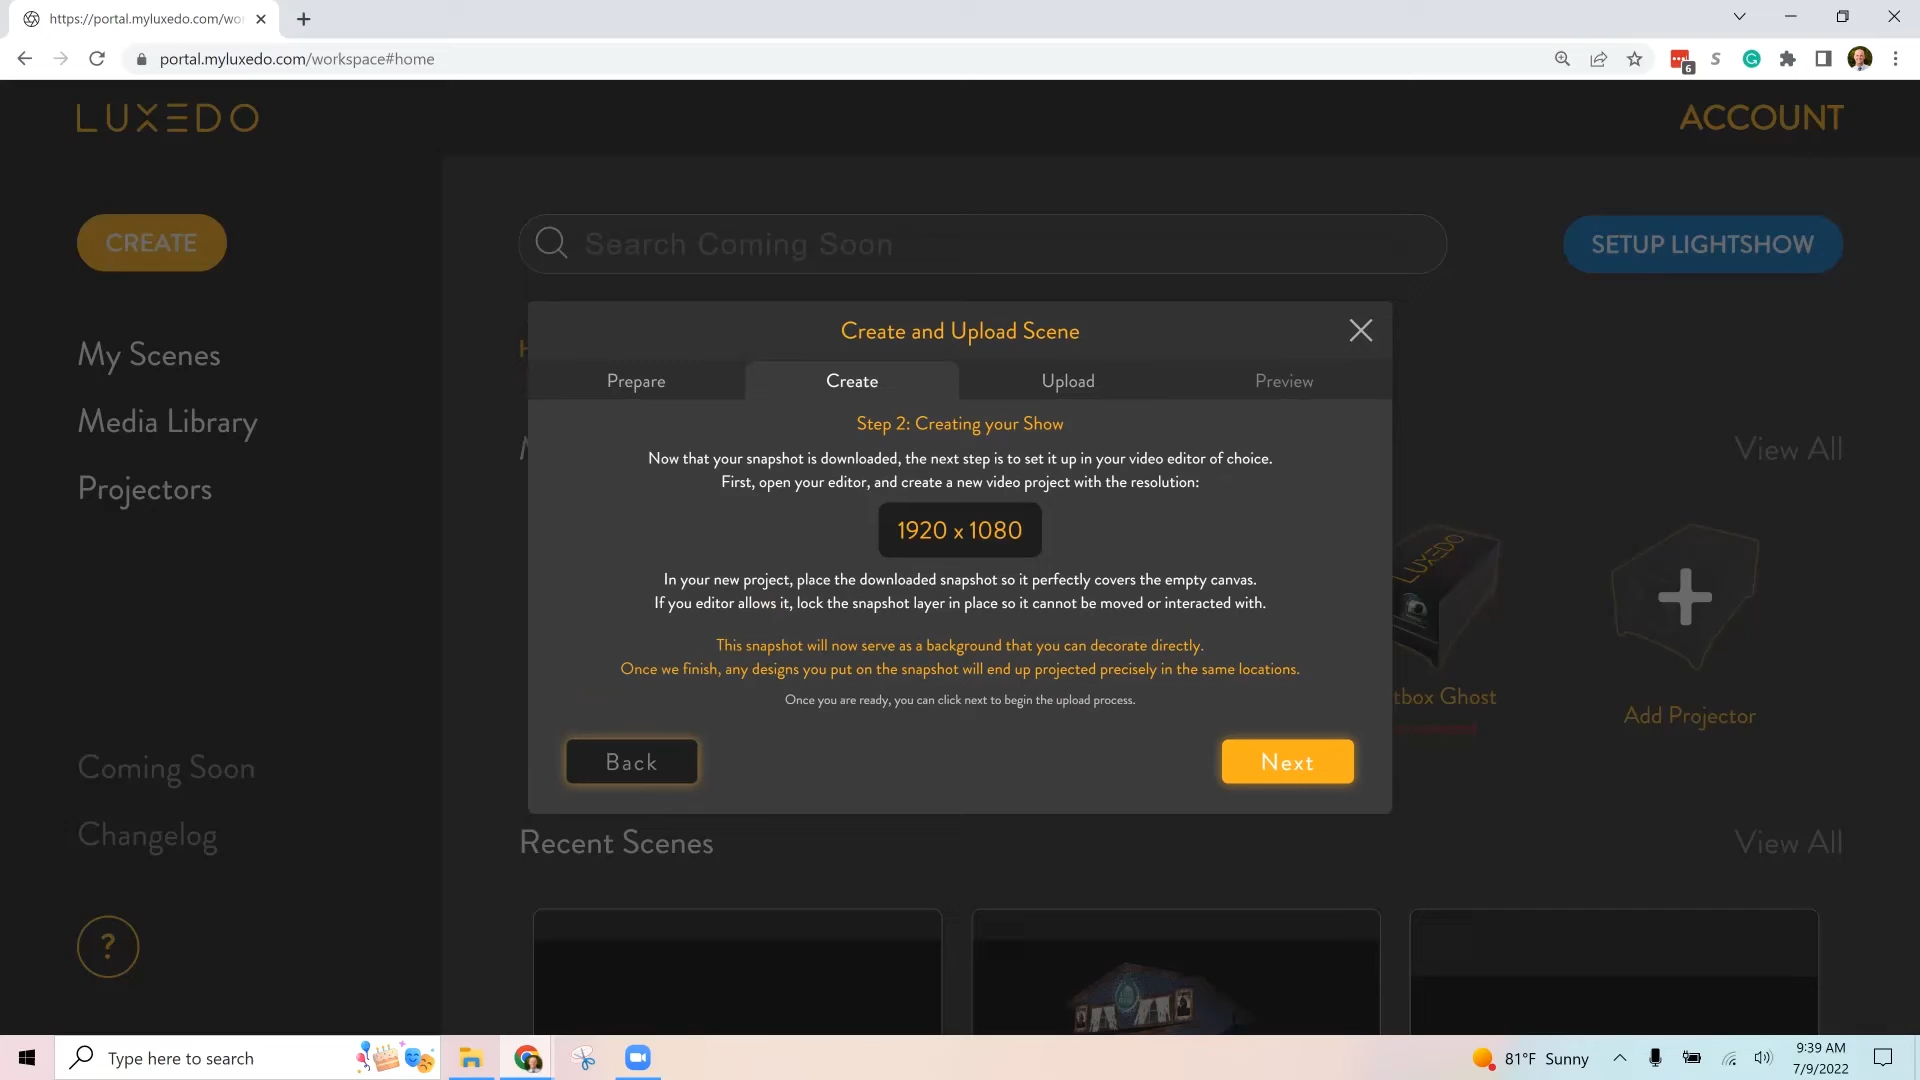 https://portal.myluxedo.com/wo
portal.myluxedo.com/workspace#home
6
S
LUXEDO
ACCOUNT
CREATE
Search Coming Soon
SETUP LIGHTSHOW
Create and Upload Scene
Prepare
Create
Upload
Preview
Step 2: Creating your Show
Now that your snapshot is downloaded, the next step is to set it up in your video editor of choice.
First, open your editor, and create a new video project with the resolution:
1920 x 1080
In your new project, place the downloaded snapshot so it perfectly covers the empty canvas.
If you editor allows it, lock the snapshot layer in place so it cannot be moved or interacted with.
This snapshot will now serve as a background that you can decorate directly.
Once we finish, any designs you put on the snapshot will end up projected precisely in the same locations.
Once you are ready, you can click next to begin the upload process.
Back
Next
My Scenes
Media Library
Projectors
View All
LUXEDO
tbox Ghost
Add Projector
Coming Soon
Changelog
?
Recent Scenes
View All
Type here to search
81°F Sunny
9:39 AM
7/9/2022